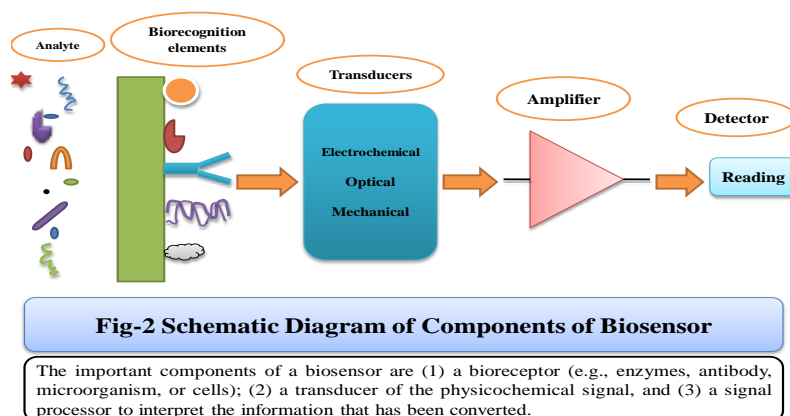 Analyte
Biorecognition
elements
Transducers
Amplifier
Detector
Electrochemical
Optical
Mechanical
Reading
Fig-2 Schematic Diagram of Components of Biosensor
The important components of a biosensor are (1) a bioreceptor (e.g., enzymes, antibody,
microorganism, or cells); (2) a transducer of the physicochemical signal, and (3) a signal
processor to interpret the information that has been converted.